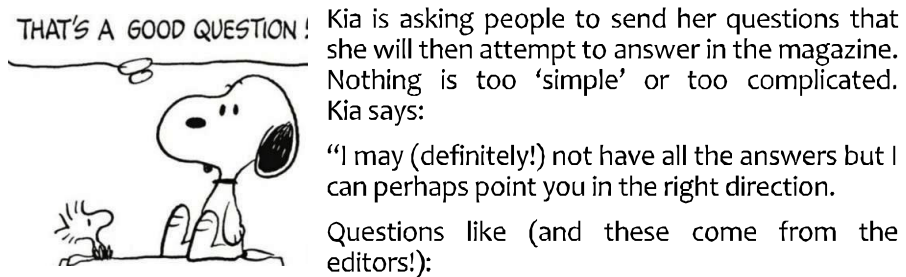 THAT'S A GOOD QUESTION!
Kia is asking people to send her questions that
she will then attempt to answer in the magazine.
Nothing is too ‘simple’ or too complicated.
Kia says:
“I may (definitely!) not have all the answers but I
can perhaps point you in the right direction.
Questions like (and these come from the
editors!):